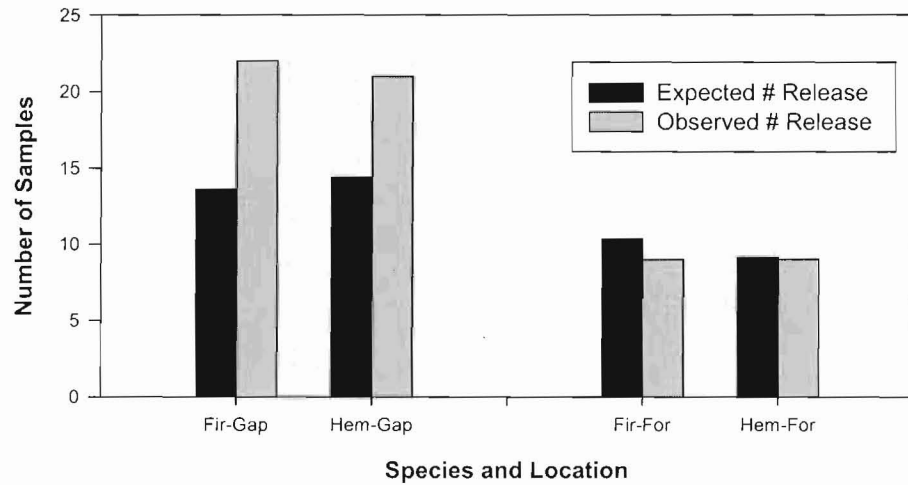 25
20
15
10
5
0
Number of Samples
Expected # Release
Observed # Release
Fir-Gap Hem-Gap Fir-For Hem-For
Species and Location